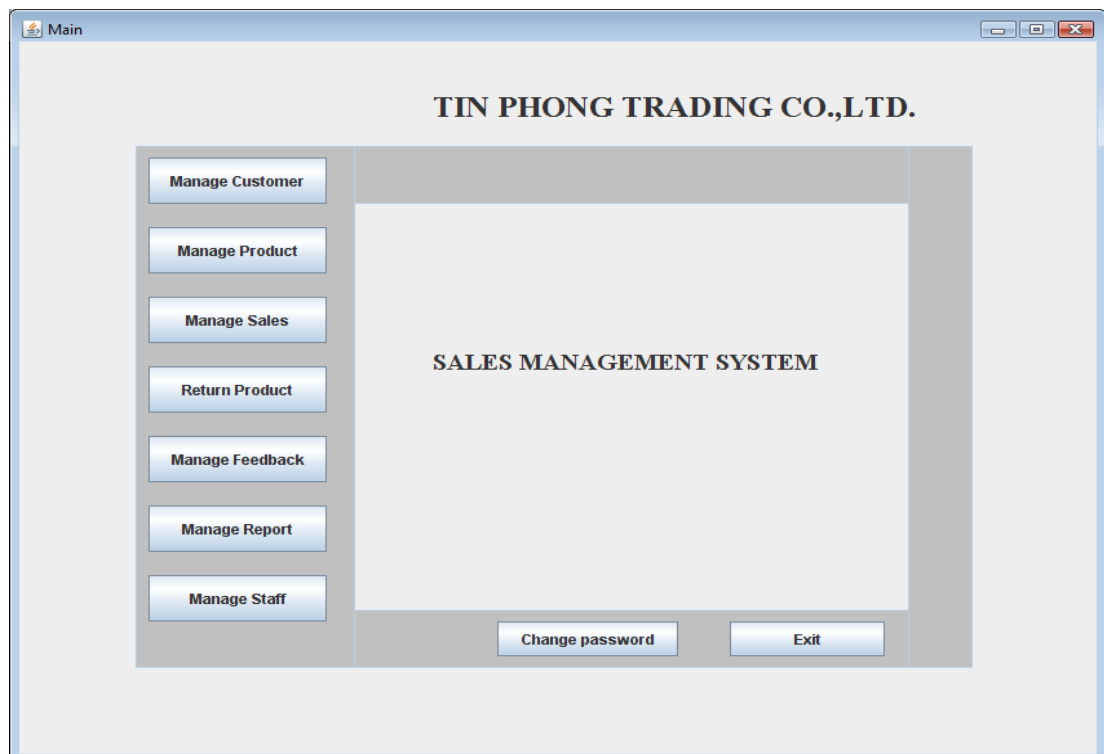 Main
TIN PHONG TRADING CO.,LTD.
Manage Customer
Manage Product
Manage Sales
Return Product
Manage Feedback
Manage Report
Manage Staff
SALES MANAGEMENT SYSTEM
Change password
Exit